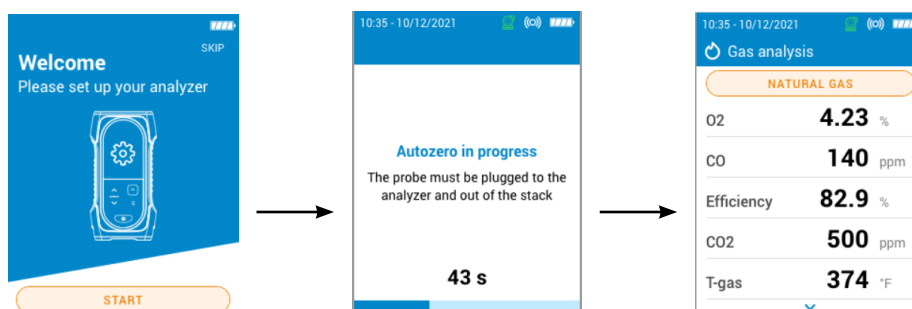 SKIP
Welcome
Please set up your analyzer
START
10:35 - 10/12/2021
Autozero in progress
The probe must be plugged to the
analyzer and out of the stack
43 s
10:35 - 10/12/2021
Gas analysis
NATURAL GAS
O2 4.23 %
CO 140 ppm
Efficiency 82.9 %
CO2 500 ppm
T-gas 374 °F